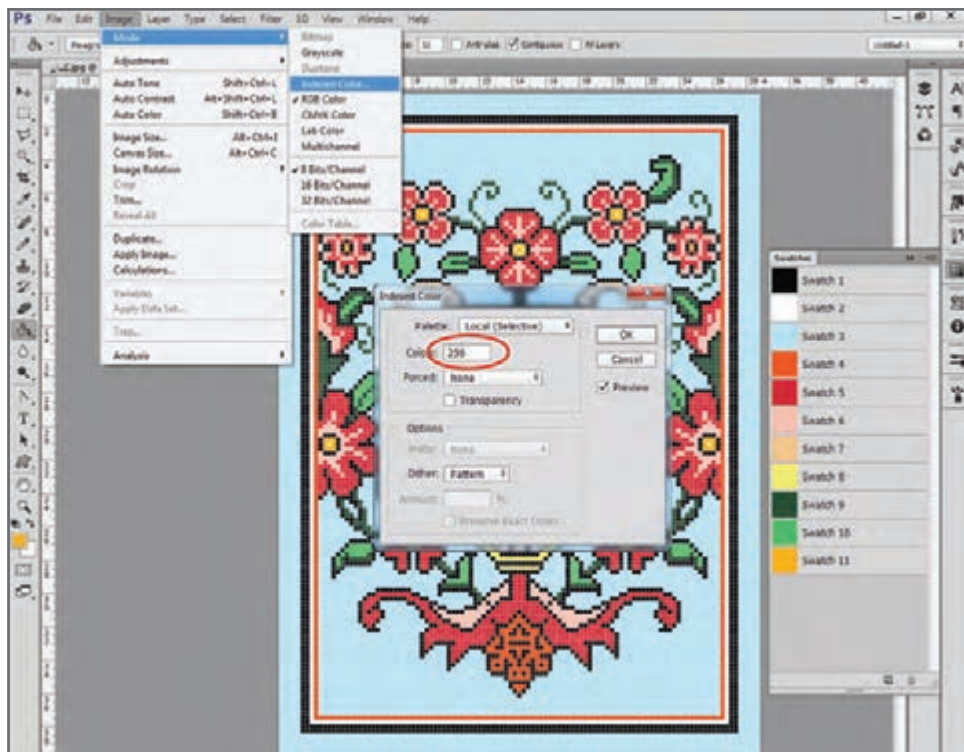 Ps File Edit Image Layer Type Select Filter 3D View Window Help
32 Anti-alias Contiguous All Layers
Mode
Adjustments
Auto Tone Shift+Ctrl+L
Auto Contrast Alt+Shift+Ctrl+L
Auto Color Shift+Ctrl+B
Image Size... Alt+Ctrl+I
Canvas Size... Alt+Ctrl+C
Image Rotation
Crop
Trim...
Reveal All
Duplicate...
Apply Image...
Calculations...
Variables
Apply Data Set...
Trap...
Analysis
Bitmap
Grayscale
Duotone
Indexed Color...
RGB Color
CMYK Color
Lab Color
Multichannel
8 Bits/Channel
16 Bits/Channel
32 Bits/Channel
Color Table...
Indexed Color
Palette: Local (Selective)
Colors: 256
Forced: None
Transparency
Options
Matte: None
Dither: Pattern
Amount: %
Preserve Exact Colors
OK
Cancel
Preview
Swatches
Swatch 1
Swatch 2
Swatch 3
Swatch 4
Swatch 5
Swatch 6
Swatch 7
Swatch 8
Swatch 9
Swatch 10
Swatch 11